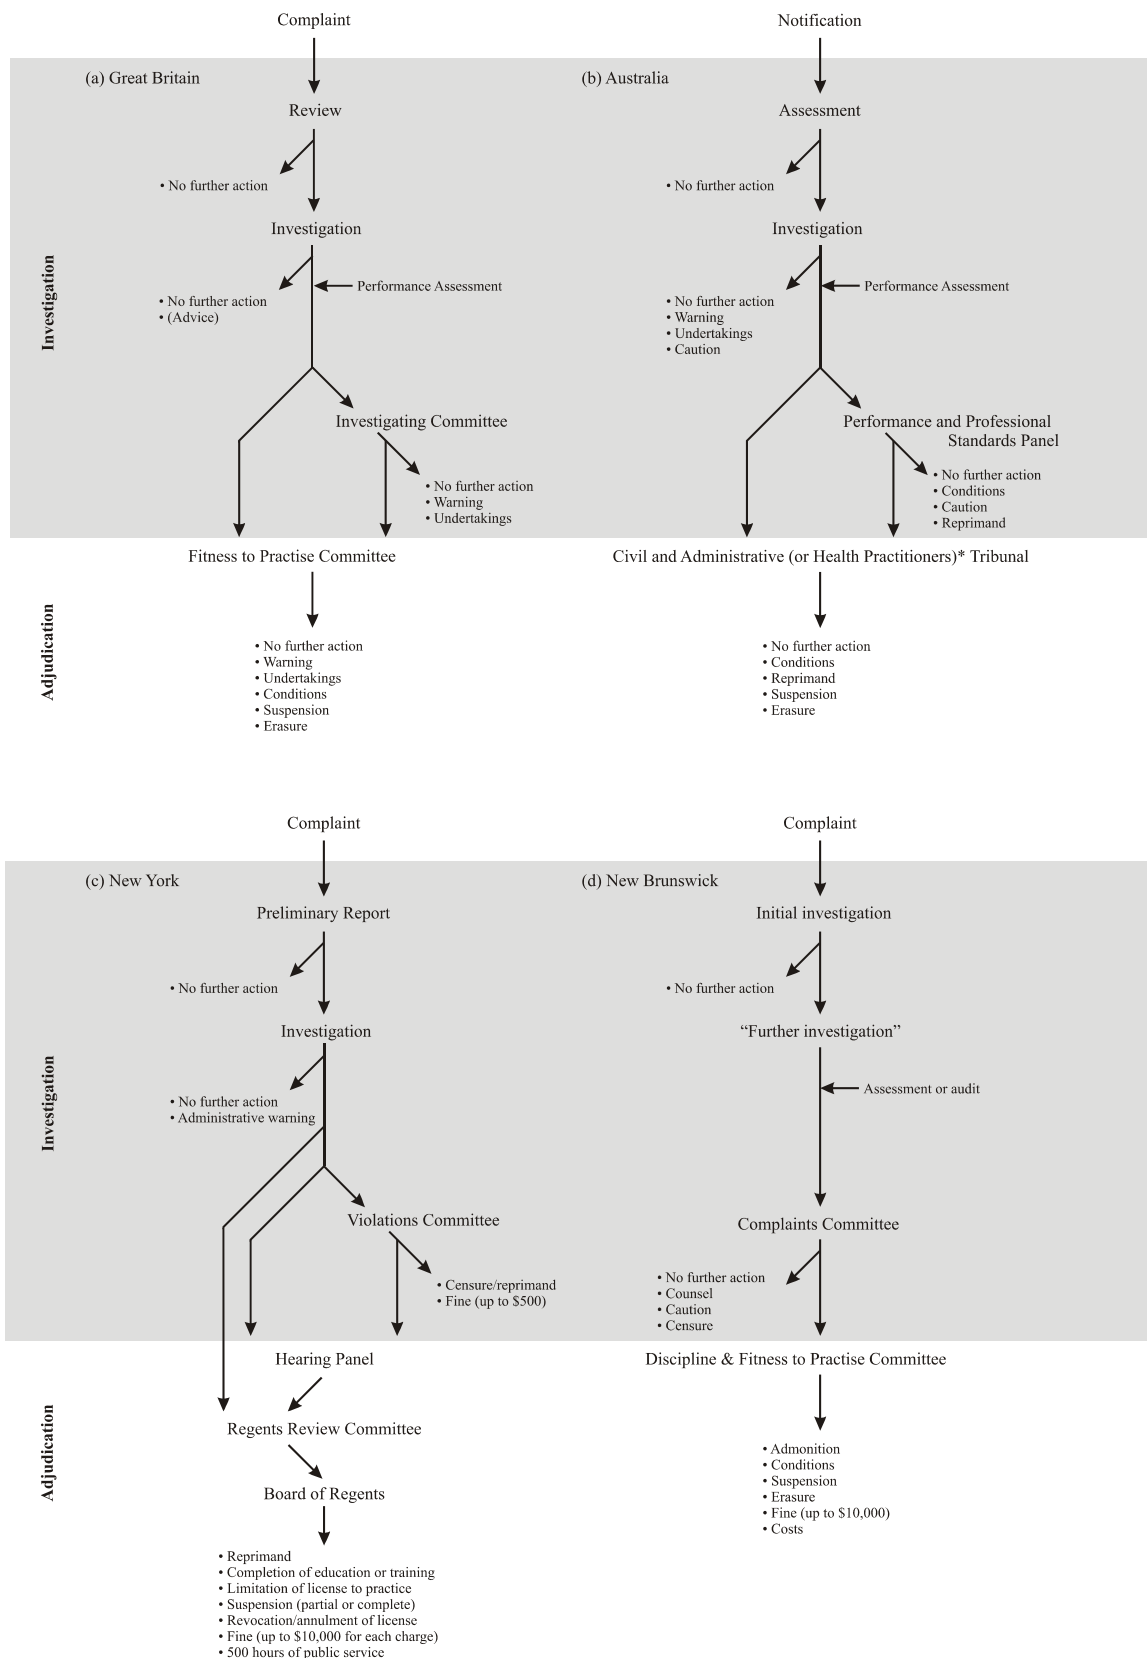 Complaint
(a) Great Britain
Review
• No further action
Investigation
Performance Assessment
• No further action
• (Advice)
Investigating Committee
• No further action
• Warning
• Undertakings
Investigation
Fitness to Practise Committee
Adjudication
• No further action
• Warning
• Undertakings
• Conditions
• Suspension
• Erasure
Notification
(b) Australia
Assessment
• No further action
Investigation
Performance Assessment
• No further action
• Warning
• Undertakings
• Caution
Performance and Professional
Standards Panel
• No further action
• Conditions
• Caution
• Reprimand
Civil and Administrative (or Health Practitioners)* Tribunal
• No further action
• Conditions
• Reprimand
• Suspension
• Erasure
Complaint
(c) New York
Preliminary Report
• No further action
Investigation
• No further action
• Administrative warning
Investigation
Violations Committee
• Censure/reprimand
• Fine (up to $500)
Hearing Panel
Regents Review Committee
Adjudication
Board of Regents
• Reprimand
• Completion of education or training
• Limitation of license to practice
• Suspension (partial or complete)
• Revocation/annulment of license
• Fine (up to $10,000 for each charge)
• 500 hours of public service
Complaint
(d) New Brunswick
Initial investigation
• No further action
“Further investigation”
Assessment or audit
Complaints Committee
• No further action
• Counsel
• Caution
• Censure
Discipline & Fitness to Practise Committee
• Admonition
• Conditions
• Suspension
• Erasure
• Fine (up to $10,000)
• Costs